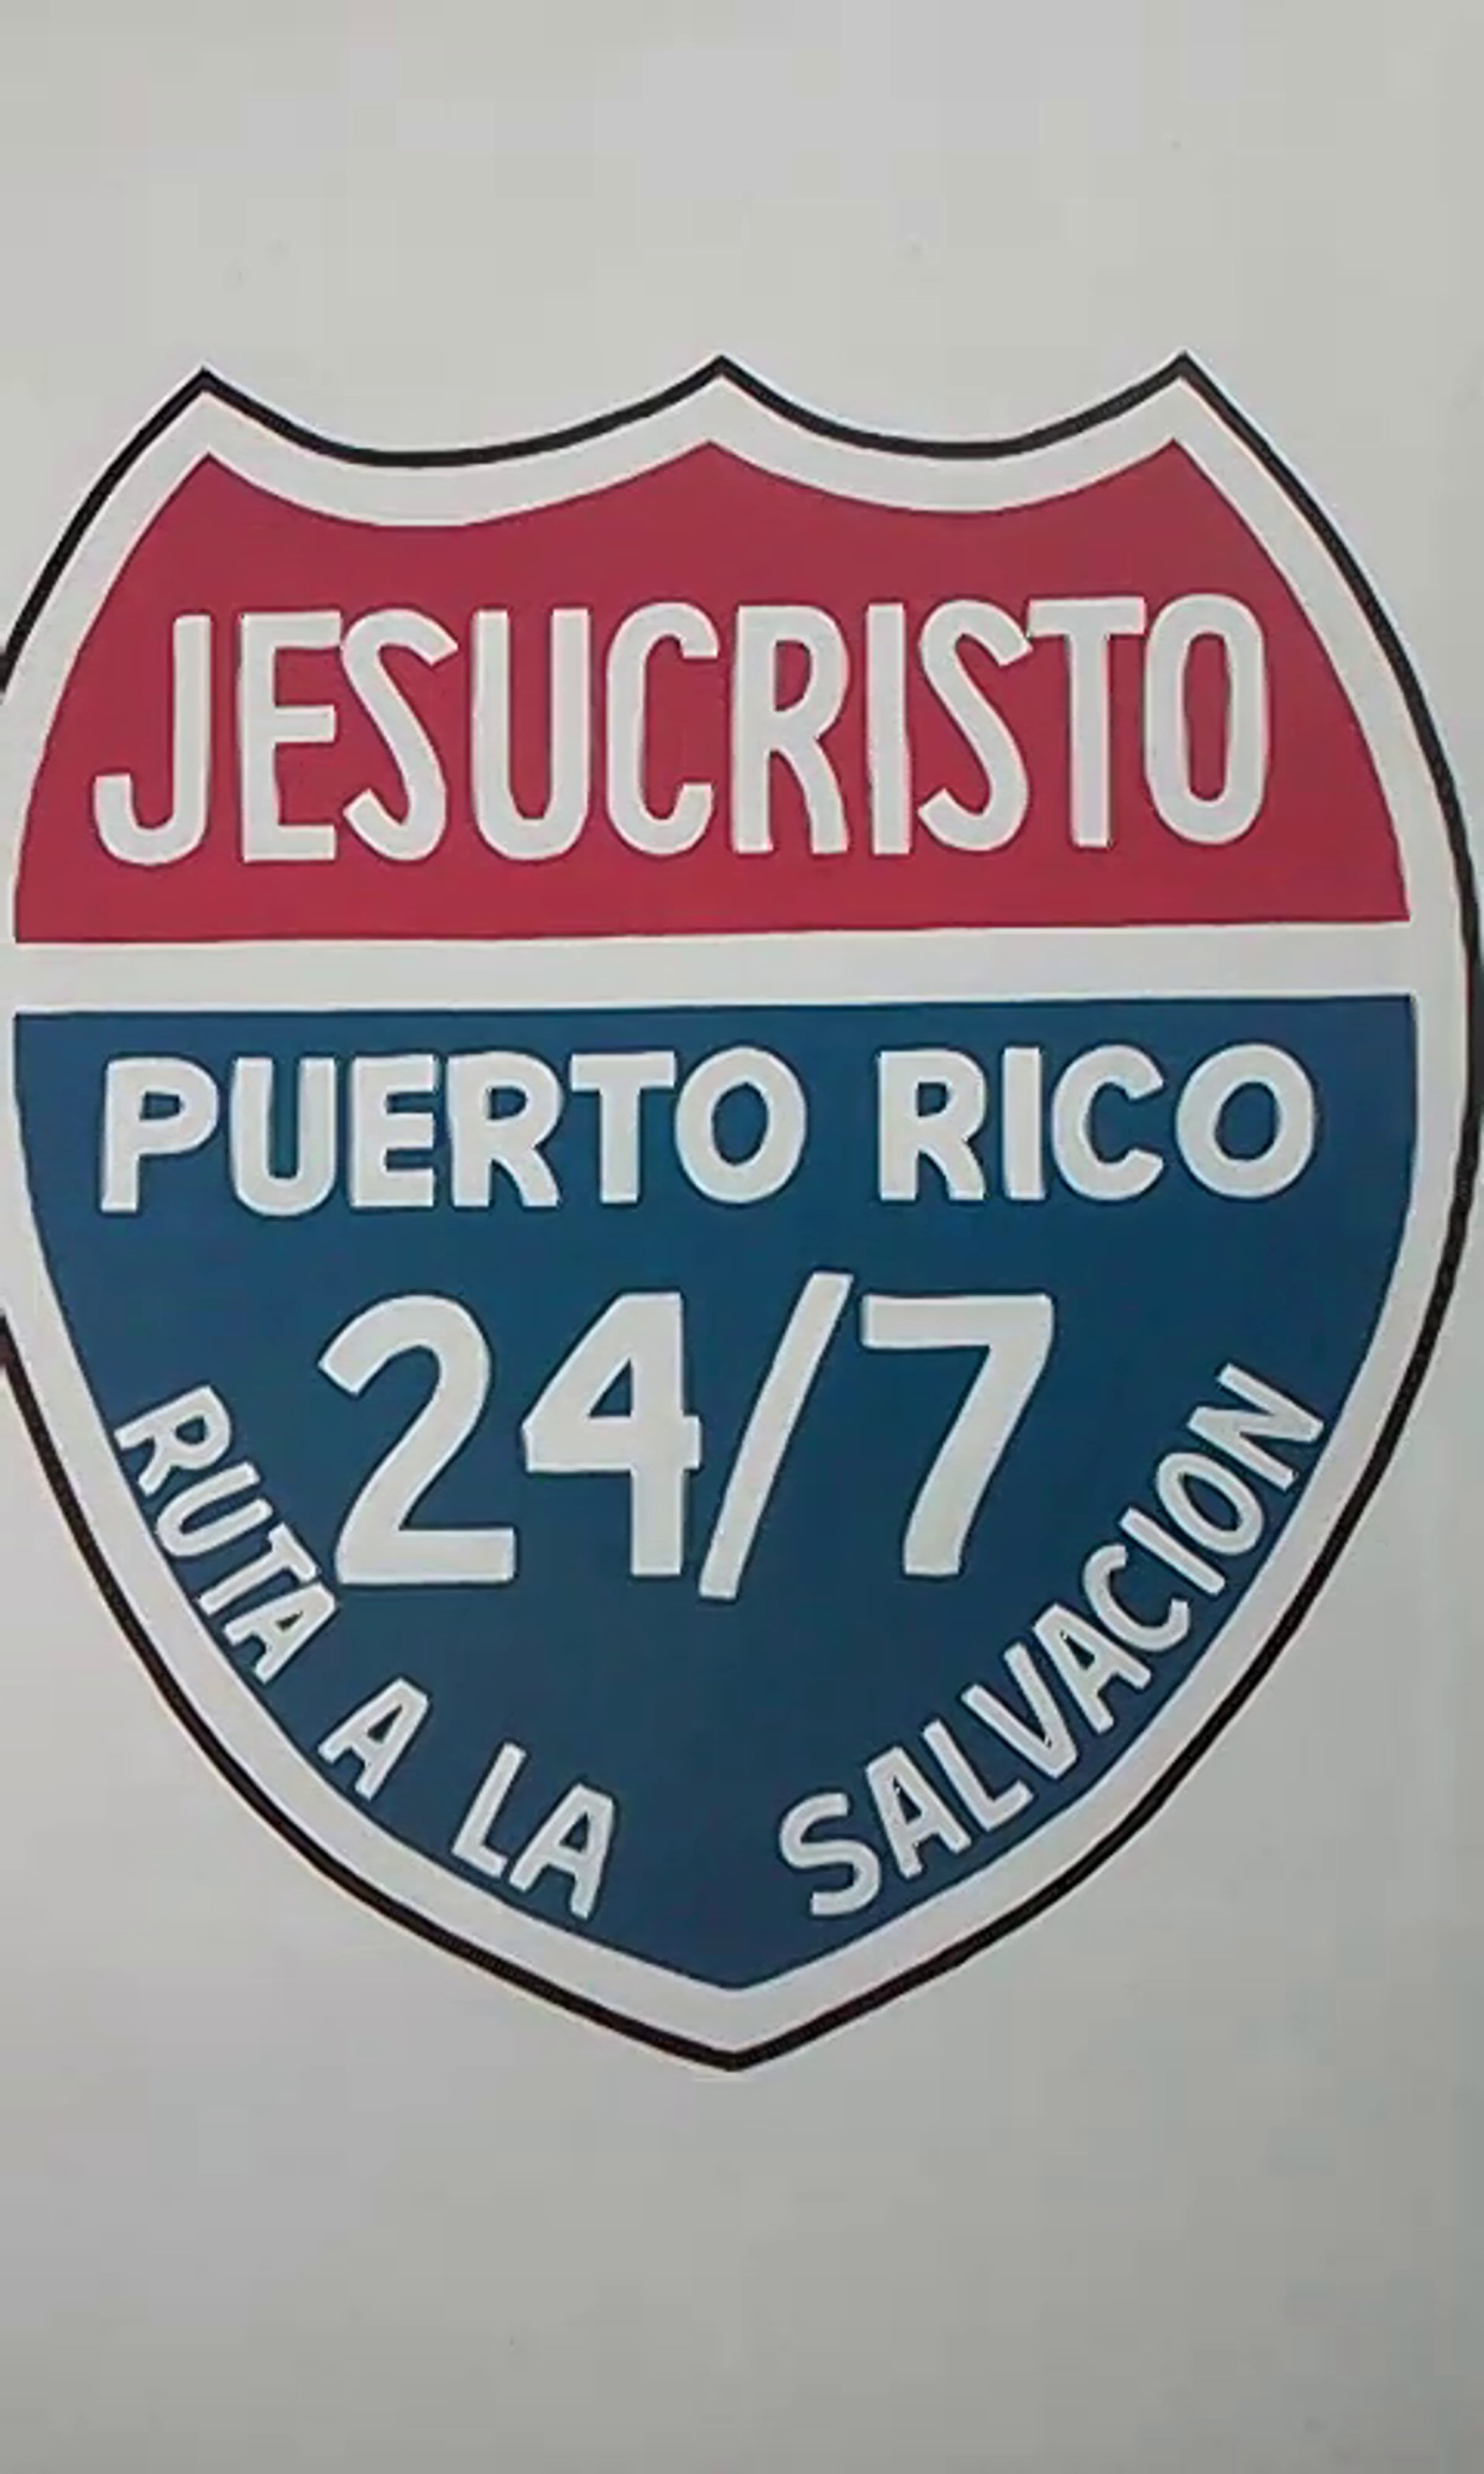 JESUCRISTO
PUERTO RICO
24/7
RUTA A LA SALVACION